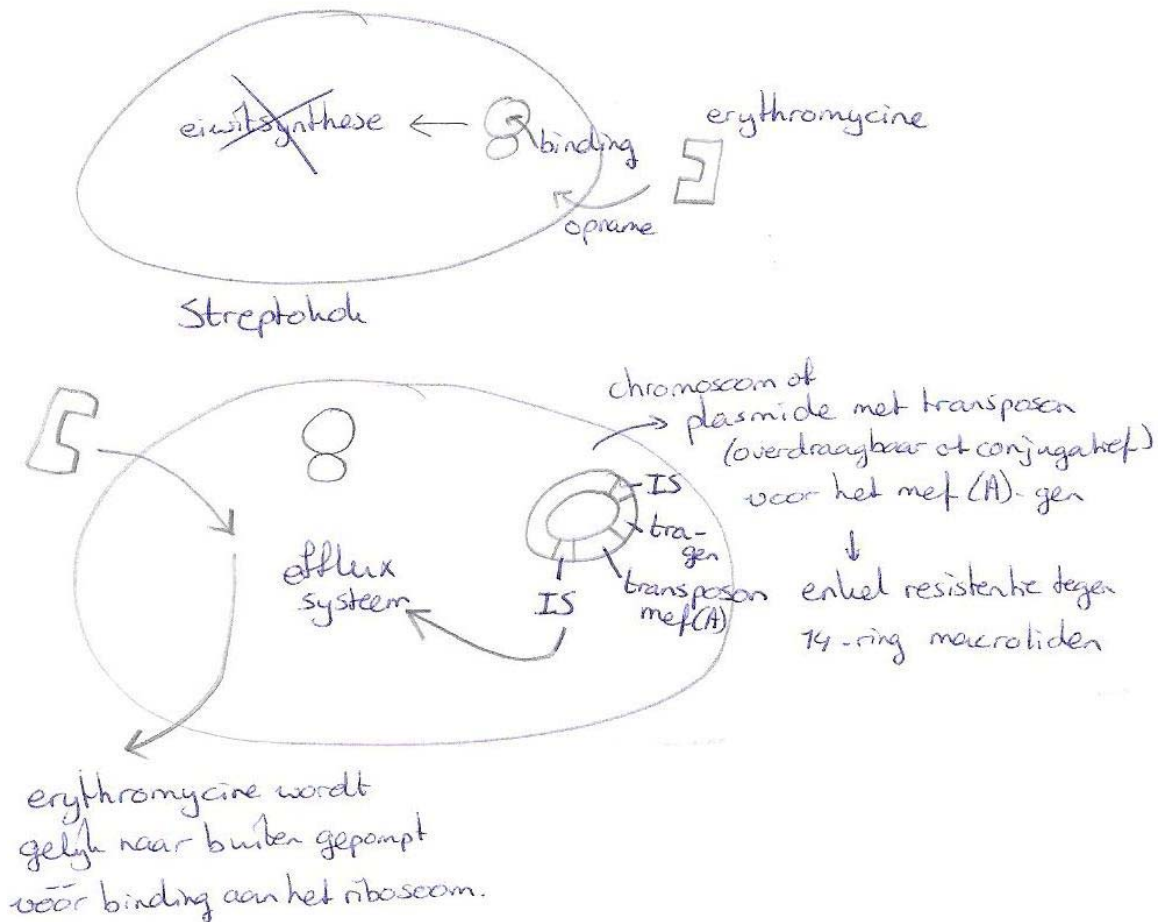 eiwitsynthese
binding
erythromycine
opname
Streptokok
chromosoom of
plasmide met transposon
(overdraagbaar of conjugatief)
voor het mef(A)-gen
enkel resistentie tegen
14-ring macroliden
IS
tra-
gen
transposon
mef(A)
IS
efflux
systeem
erythromycine wordt
gelijk naar buiten gepompt
vóór binding aan het ribosoom.